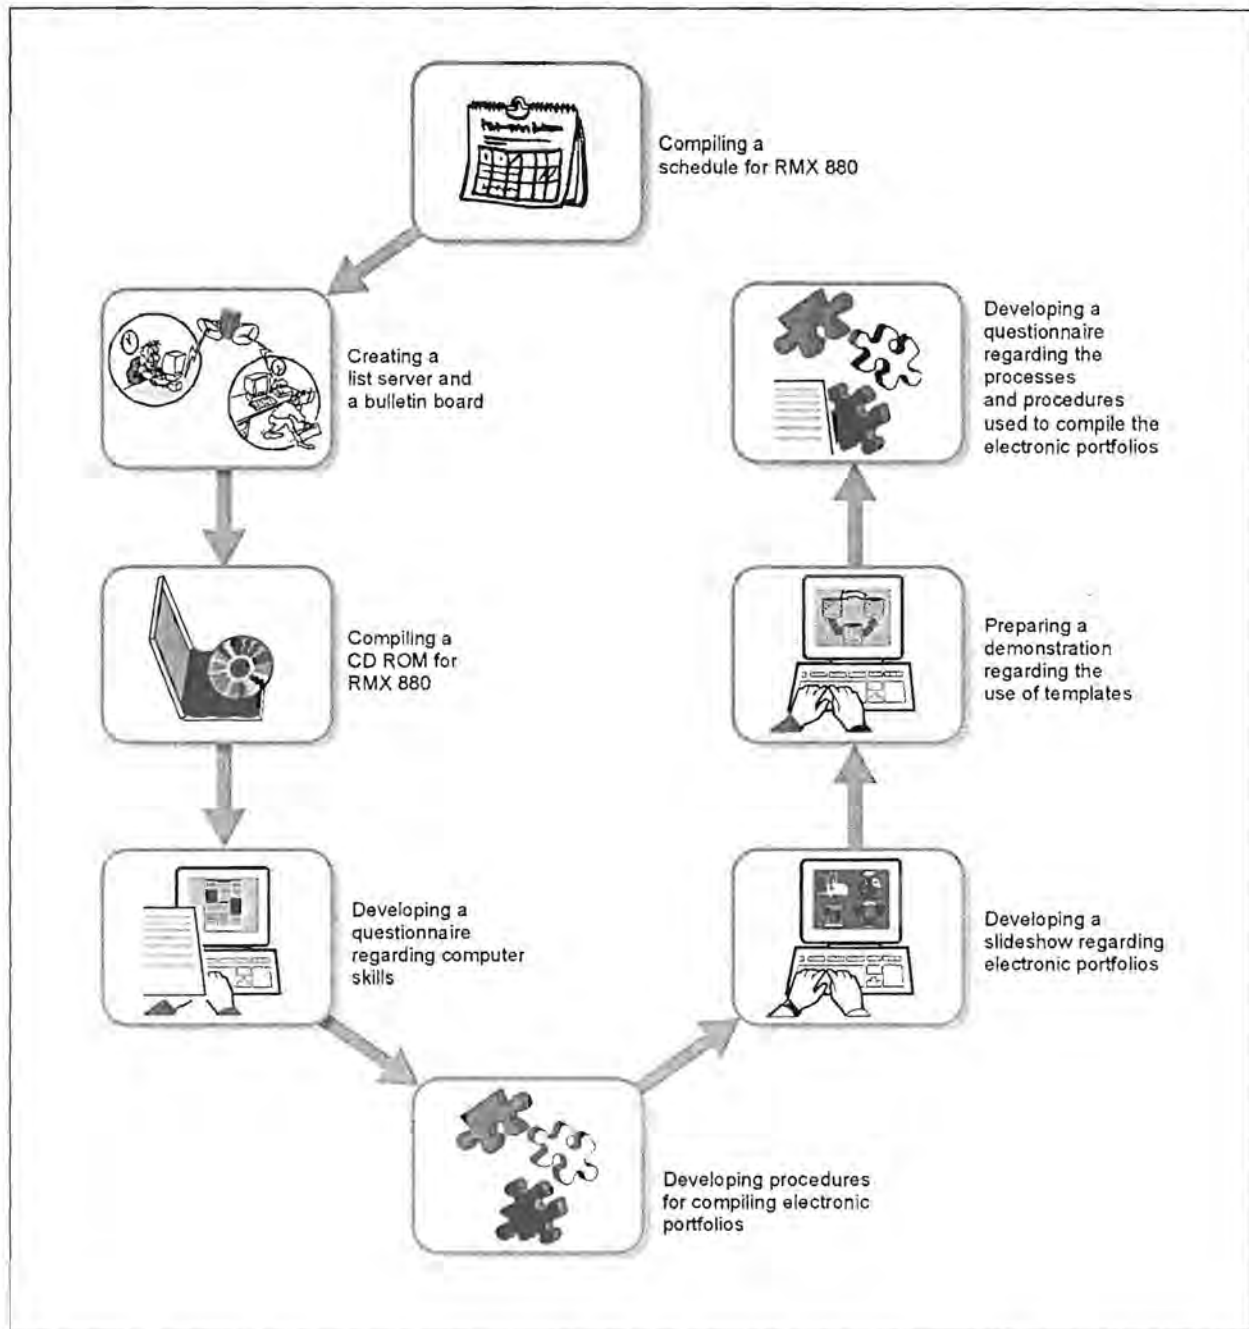 Compiling a
schedule for RMX 880
Creating a
list server and
a bulletin board
Compiling a
CD ROM for
RMX 880
Developing a
questionnaire
regarding computer
skills
Developing procedures
for compiling electronic
portfolios
Developing a
slideshow regarding
electronic portfolios
Preparing a
demonstration
regarding the
use of templates
Developing a
questionnaire
regarding the
processes
and procedures
used to compile the
electronic portfolios